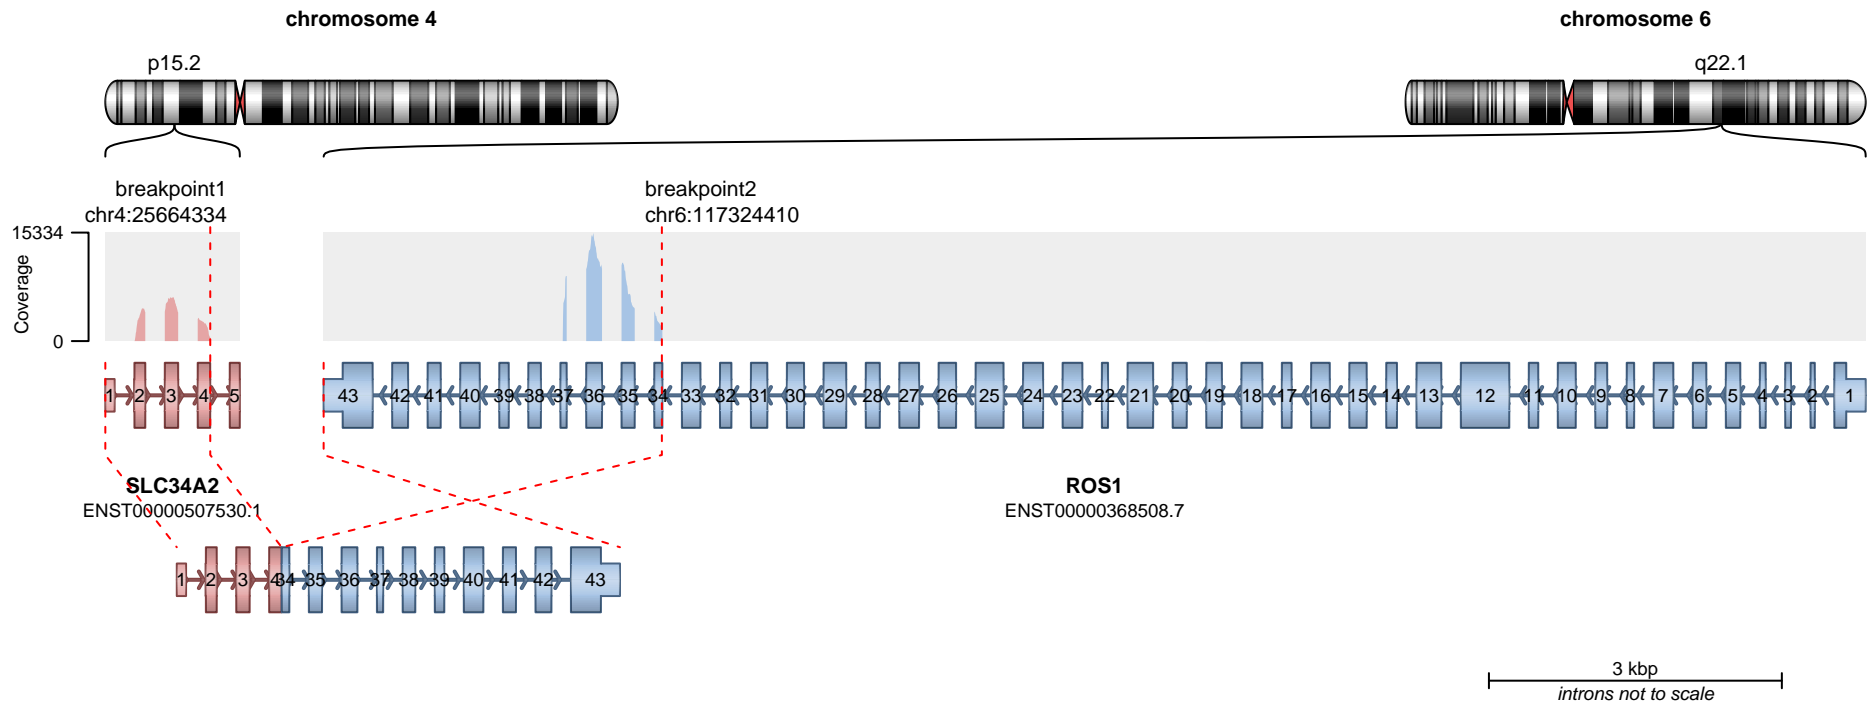 chromosome 4
chromosome 6
p15.2
q22.1
breakpoint1
chr4:25664334
breakpoint2
chr6:117324410
15334
Coverage
0
1 2 3 4 5
43 42 41 40 39 38 37 36 35 34 33 32 31 30 29 28 27 26 25 24 23 22 21 20 19 18 17 16 15 14 13 12 11 10 9 8 7 6 5 4 3 2 1
SLC34A2
ENST00000507530.1
ROS1
ENST00000368508.7
1 2 3 4 34 35 36 37 38 39 40 41 42 43
3 kbp
introns not to scale